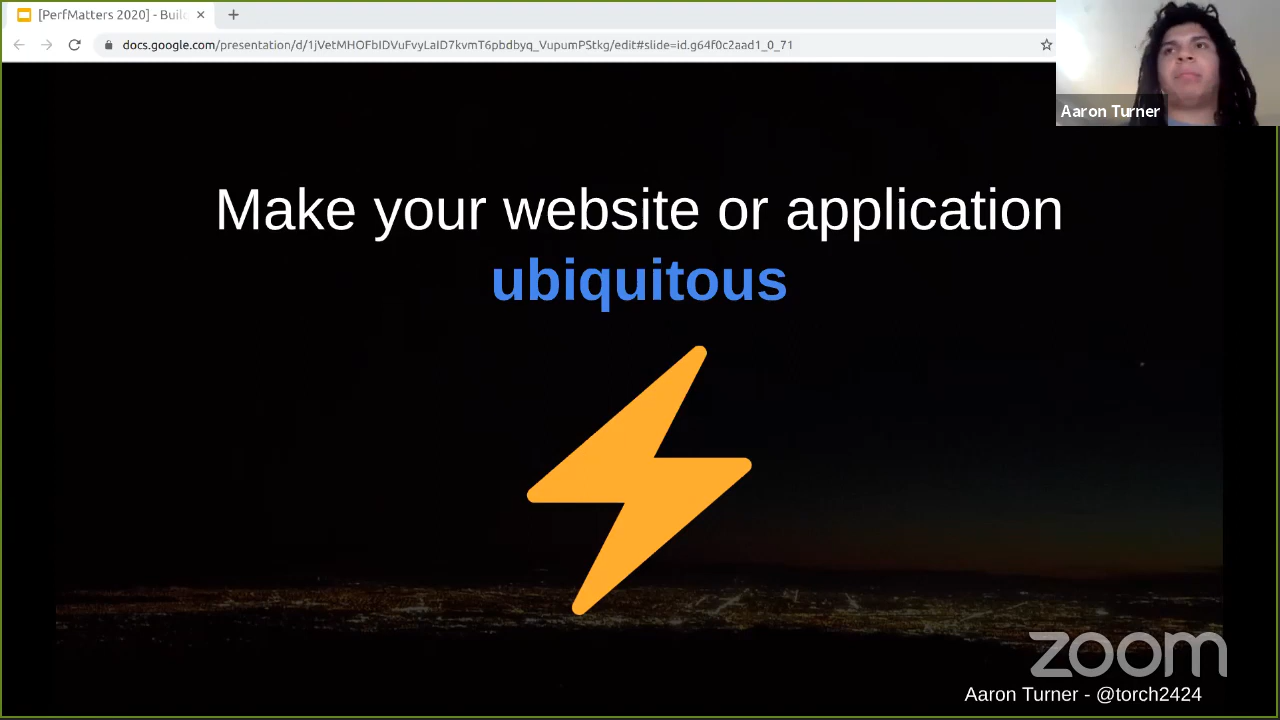 [PerfMatters 2020] - Buil
docs.google.com/presentation/d/1jVetMHOFbIDVuFvyLaID7kvmT6pbdbyq_VupumPStkg/edit#slide=id.g64f0c2aad1_0_71
Aaron Turner
Make your website or application
ubiquitous
zoom
Aaron Turner - @torch2424